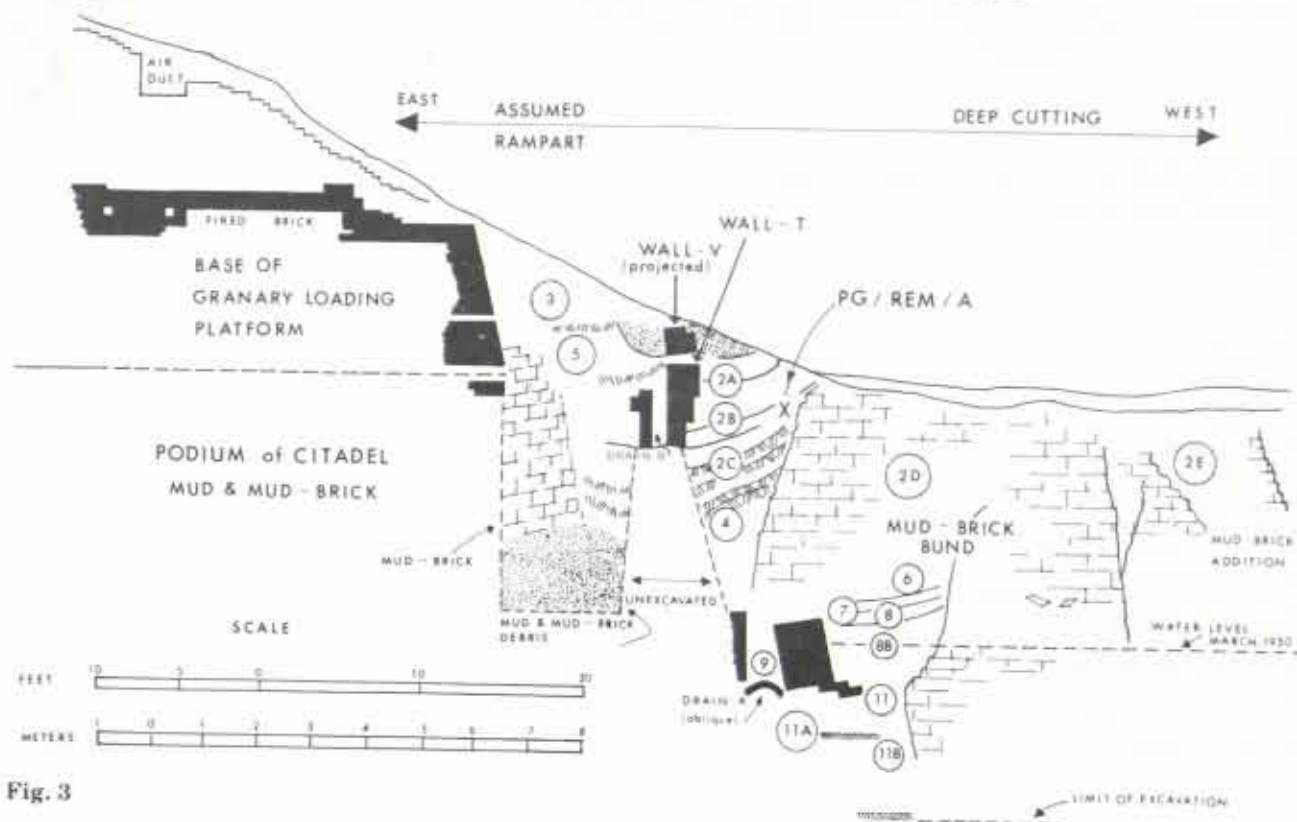 AIR
DUCT
EAST
ASSUMED
RAMPART
DEEP CUTTING
WEST
FIRED BRICK
BASE OF
GRANARY LOADING
PLATFORM
WALL-V
(projected)
WALL-T
PG/REM/A
3
5
2A
X
2B
2C
4
2D
2E
PODIUM of CITADEL
MUD & MUD-BRICK
MUD-BRICK
BUND
MUD-BRICK
ADDITION
MUD-BRICK
UNEXCAVATED
MUD & MUD-BRICK
DEBRIS
6
7
8
8B
WATER LEVEL
MARCH 1950
9
DRAIN A
(oblique)
11
11A
11B
SCALE
FEET
10 5 0 10 20
METERS
1 0 1 2 3 4 5 6 7 8
Fig. 3
LIMIT OF EXCAVATION